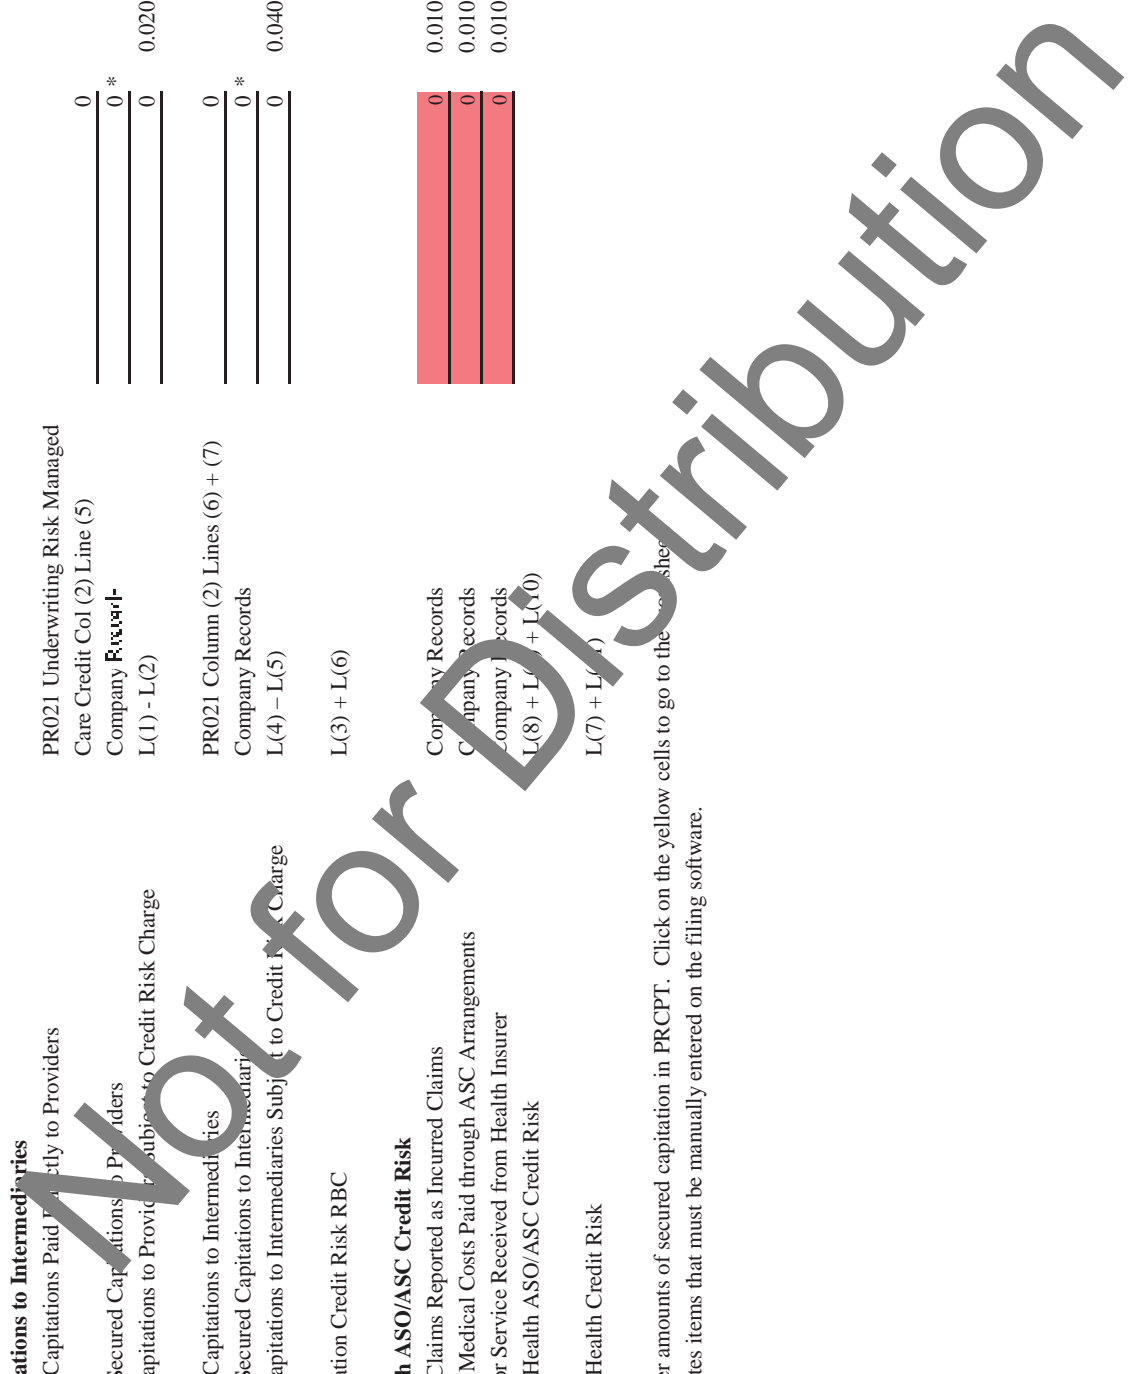 ations to Intermediaries
PR021 Underwriting Risk Managed
Capitations Paid Directly to Providers Care Credit Col (2) Line (5) 0
Secured Capitations to Providers Company Records 0 *
apitations to Providers Subject to Credit Risk Charge L(1) - L(2) 0 0.020
Capitations to Intermediaries PR021 Column (2) Lines (6) + (7) 0
Secured Capitations to Intermediaries Company Records 0 *
apitations to Intermediaries Subject to Credit Risk Charge L(4) – L(5) 0 0.040
tion Credit Risk RBC L(3) + L(6)
h ASO/ASC Credit Risk
Claims Reported as Incurred Claims Company Records 0 0.010
Medical Costs Paid through ASC Arrangements Company Records 0 0.010
or Service Received from Health Insurer Company Records 0 0.010
Health ASO/ASC Credit Risk L(8) + + L(10)
Health Credit Risk L(7) +
er amounts of secured capitation in PRCPT. Click on the yellow cells to go to the
tes items that must be manually entered on the filing software.
Not for Distribution